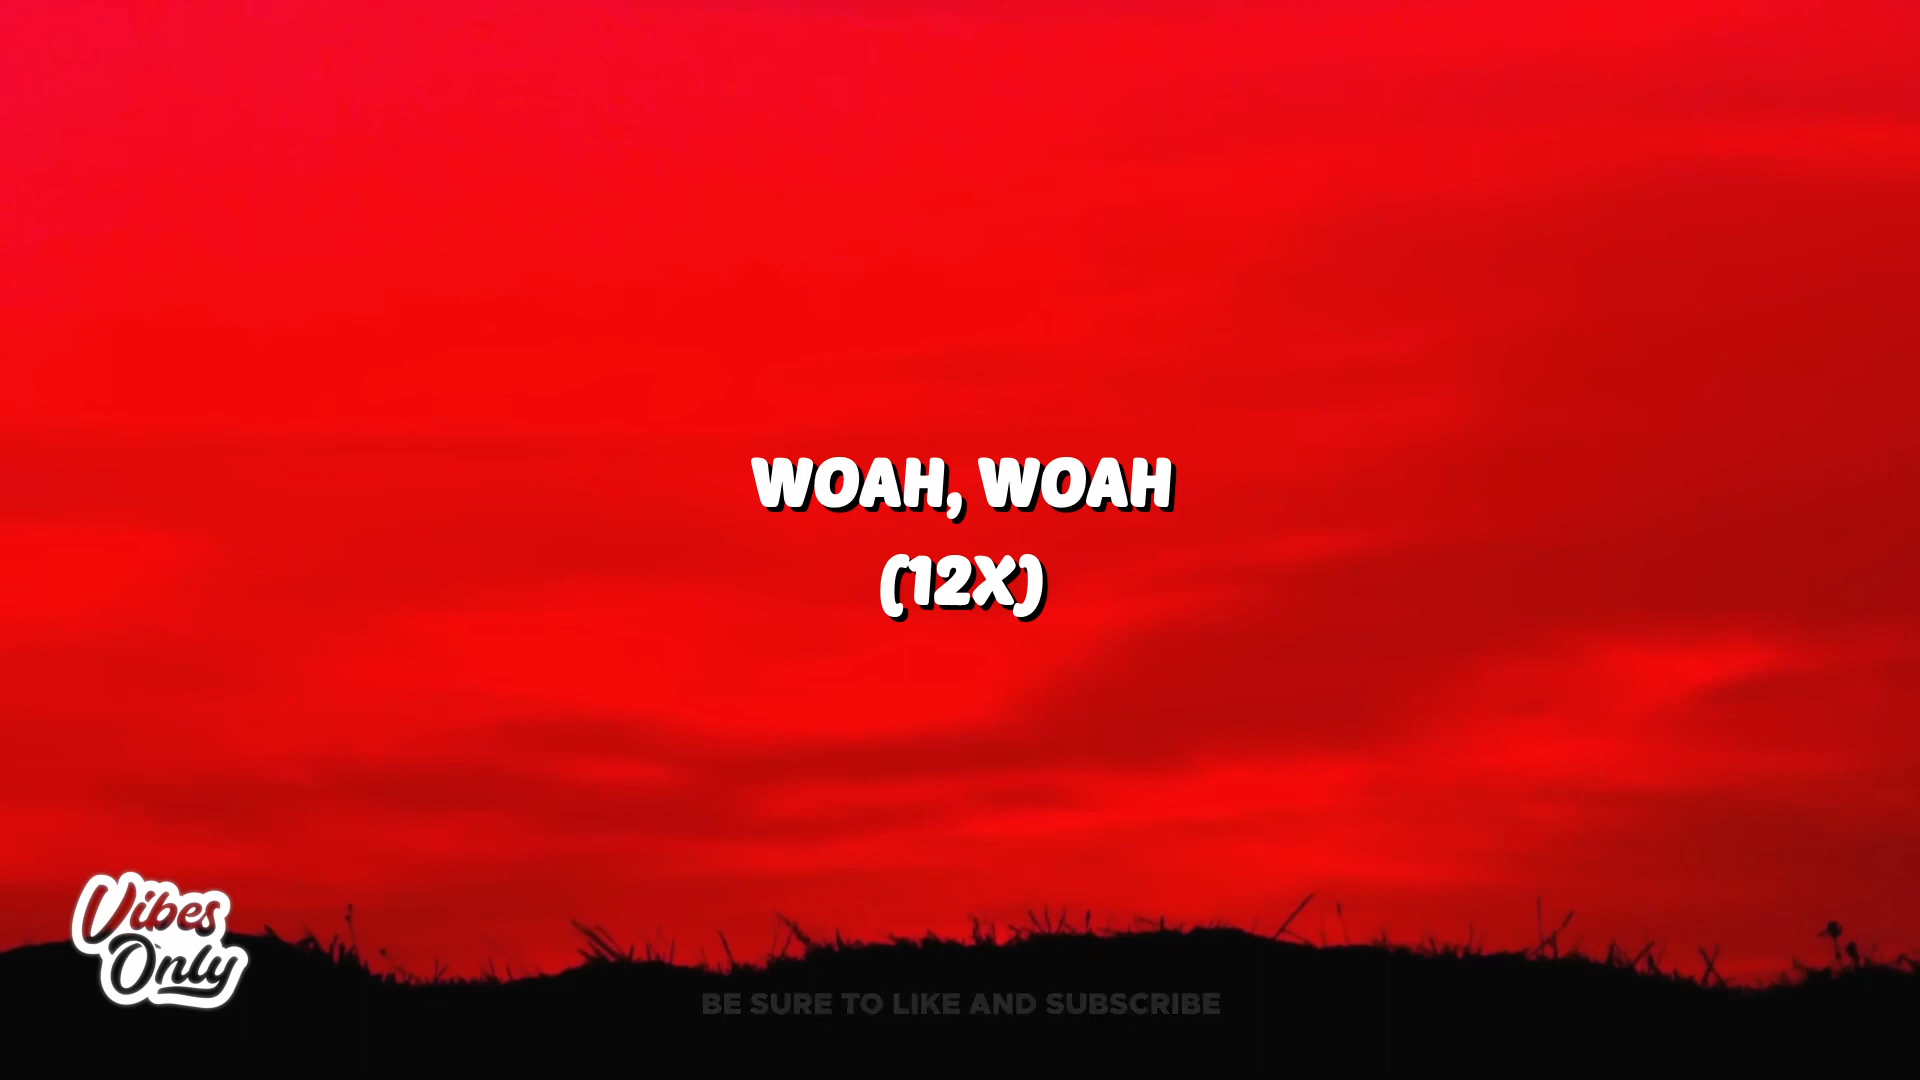 WOAH, WOAH
(12X)
Vibes
Only
BE SURE TO LIKE AND SUBSCRIBE